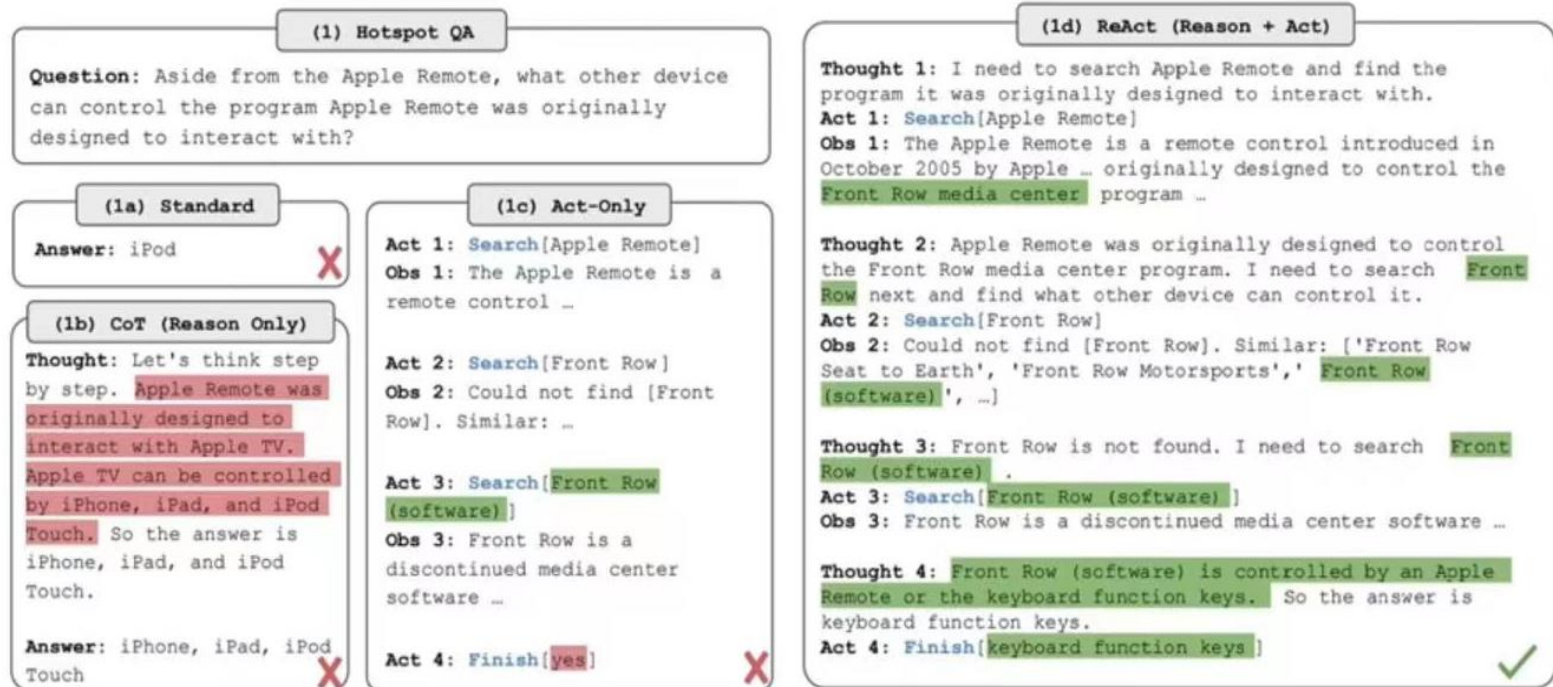 (1) Hotspot QA
Question: Aside from the Apple Remote, what other device
can control the program Apple Remote was originally
designed to interact with?
(1a) Standard
Answer: iPod
(1b) CoT (Reason Only)
Thought: Let's think step
by step. Apple Remote was
originally designed to
interact with Apple TV.
Apple TV can be controlled
by iPhone, iPad, and iPod
Touch. So the answer is
iPhone, iPad, and iPod
Touch.
Answer: iPhone, iPad, iPod
Touch
(1c) Act-Only
Act 1: Search[Apple Remote]
Obs 1: The Apple Remote is a
remote control …
Act 2: Search[Front Row]
Obs 2: Could not find [Front
Row]. Similar: …
Act 3: Search[Front Row
(software)]
Obs 3: Front Row is a
discontinued media center
software …
Act 4: Finish[yes]
(1d) ReAct (Reason + Act)
Thought 1: I need to search Apple Remote and find the
program it was originally designed to interact with.
Act 1: Search[Apple Remote]
Obs 1: The Apple Remote is a remote control introduced in
October 2005 by Apple … originally designed to control the
Front Row media center program …
Thought 2: Apple Remote was originally designed to control
the Front Row media center program. I need to search Front
Row next and find what other device can control it.
Act 2: Search[Front Row]
Obs 2: Could not find [Front Row]. Similar: ['Front Row
Seat to Earth', 'Front Row Motorsports',' Front Row
(software)', …]
Thought 3: Front Row is not found. I need to search Front
Row (software) .
Act 3: Search[Front Row (software)]
Obs 3: Front Row is a discontinued media center software …
Thought 4: Front Row (software) is controlled by an Apple
Remote or the keyboard function keys. So the answer is
keyboard function keys.
Act 4: Finish[keyboard function keys ]